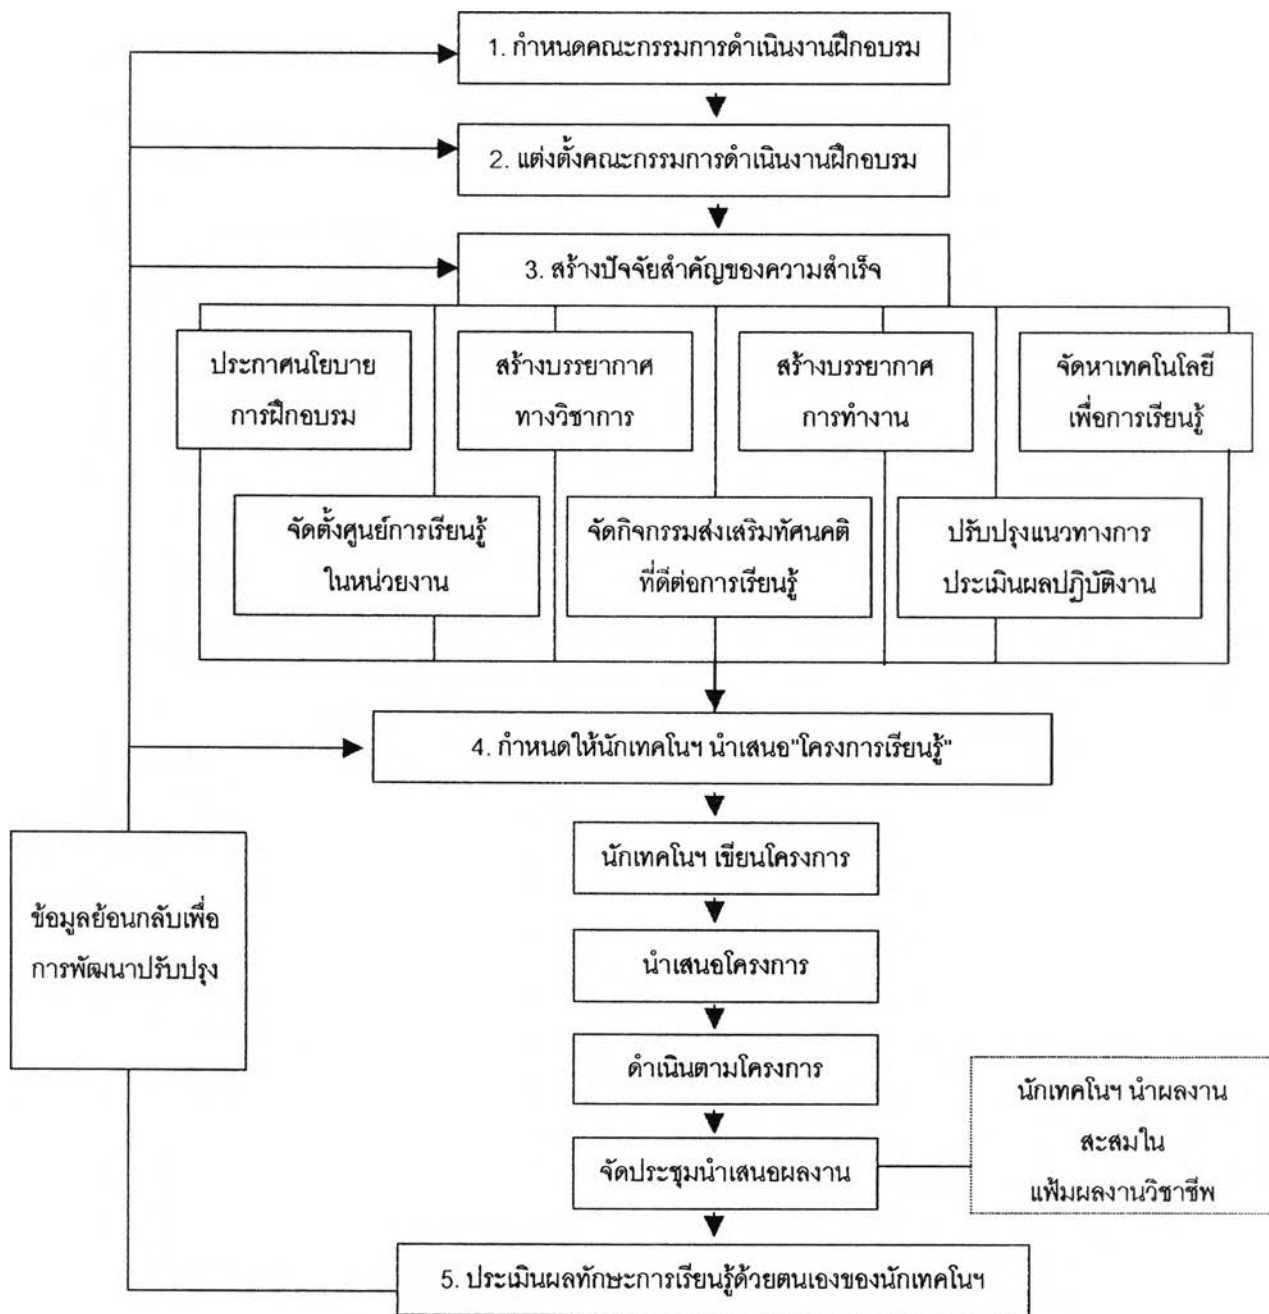 1. กำหนดคณะกรรมการดำเนินงานฝึกอบรม
2. แต่งตั้งคณะกรรมการดำเนินงานฝึกอบรม
3. สร้างปัจจัยสำคัญของความสำเร็จ
ประกาศนโยบาย
การฝึกอบรม
สร้างบรรยากาศ
ทางวิชาการ
สร้างบรรยากาศ
การทำงาน
จัดหาเทคโนโลยี
เพื่อการเรียนรู้
จัดตั้งศูนย์การเรียนรู้
ในหน่วยงาน
จัดกิจกรรมส่งเสริมทัศนคติ
ที่ดีต่อการเรียนรู้
ปรับปรุงแนวทางการ
ประเมินผลปฏิบัติงาน
4. กำหนดให้นักเทคโนฯ นำเสนอ"โครงการเรียนรู้"
นักเทคโนฯ เขียนโครงการ
ข้อมูลย้อนกลับเพื่อ
การพัฒนาปรับปรุง
นำเสนอโครงการ
ดำเนินตามโครงการ
จัดประชุมนำเสนอผลงาน
นักเทคโนฯ นำผลงาน
สะสมใน
แฟ้มผลงานวิชาชีพ
5. ประเมินผลทักษะการเรียนรู้ด้วยตนเองของนักเทคโนฯ